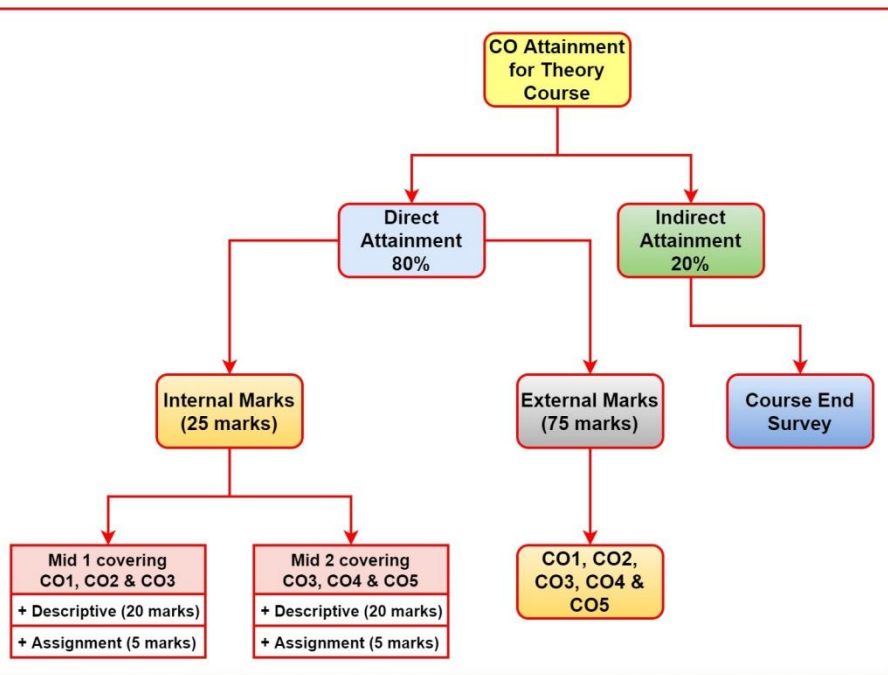 CO Attainment
for Theory
Course
Direct
Attainment
80%
Indirect
Attainment
20%
Internal Marks
(25 marks)
External Marks
(75 marks)
Course End
Survey
Mid 1 covering
CO1, CO2 & CO3
+ Descriptive (20 marks)
+ Assignment (5 marks)
Mid 2 covering
CO3, CO4 & CO5
+ Descriptive (20 marks)
+ Assignment (5 marks)
CO1, CO2,
CO3, CO4 &
CO5